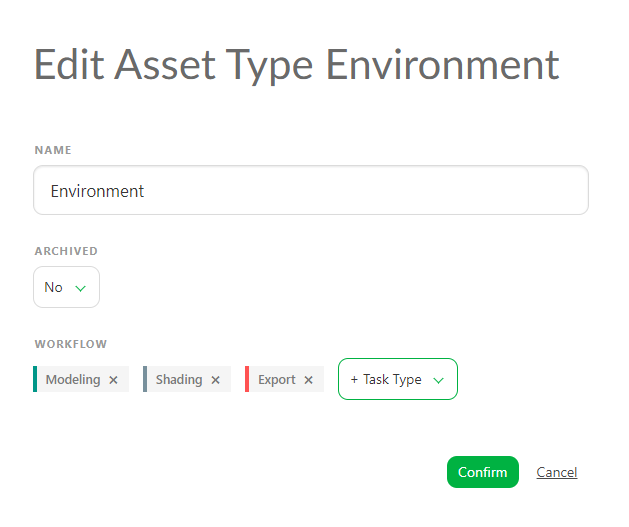 Edit Asset Type Environment
NAME
Environment
ARCHIVED
No
WORKFLOW
Modeling × Shading × Export × + Task Type
Confirm Cancel